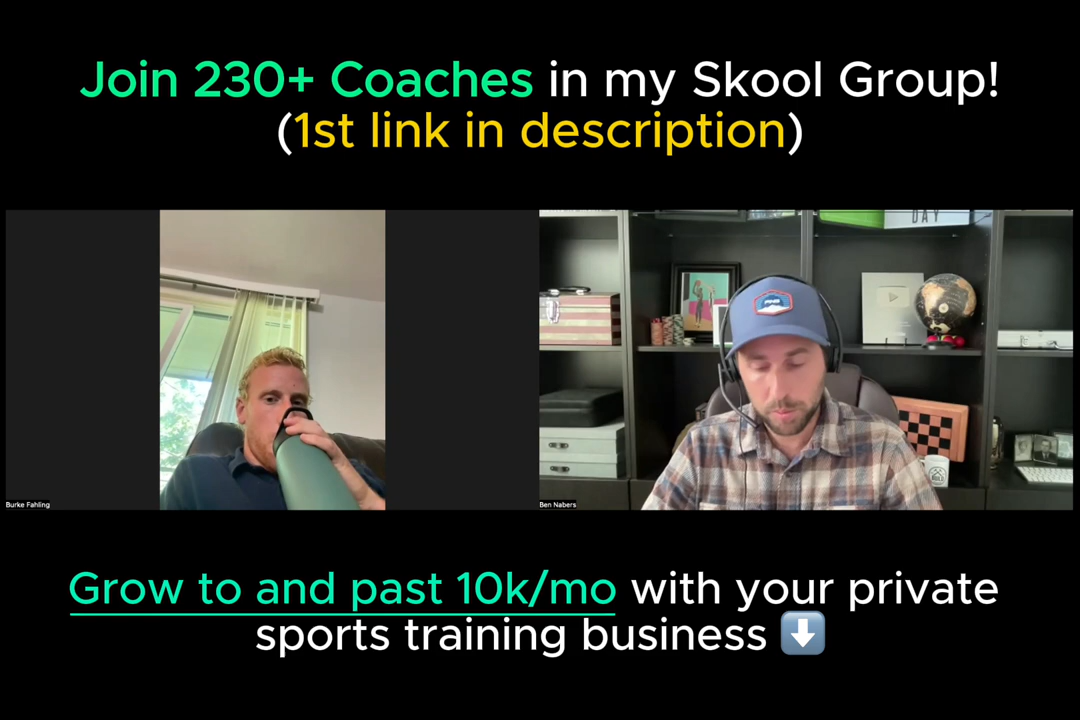 Join 230+ Coaches in my Skool Group!
(1st link in description)
DAY
Burke Fahling
Ben Nabers
Grow to and past 10k/mo with your private
sports training business ⬇️